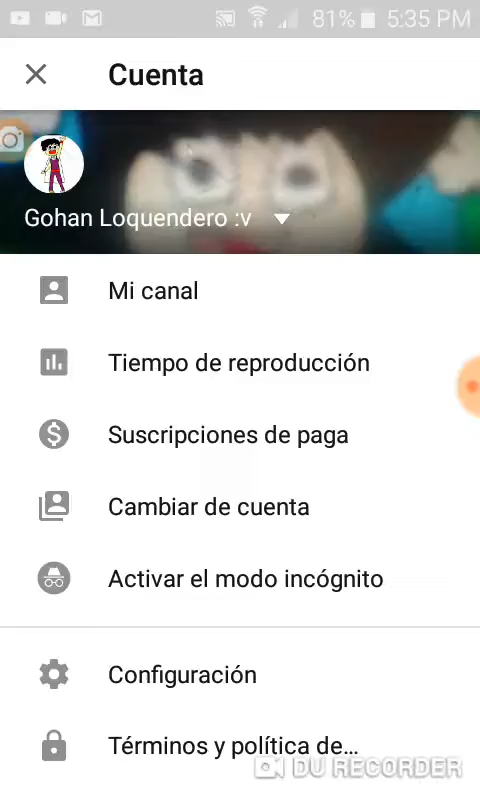 81% 5:35 PM
Cuenta
Gohan Loquendero :v
Mi canal
Tiempo de reproducción
Suscripciones de paga
Cambiar de cuenta
Activar el modo incógnito
Configuración
Términos y política de...
DU RECORDER